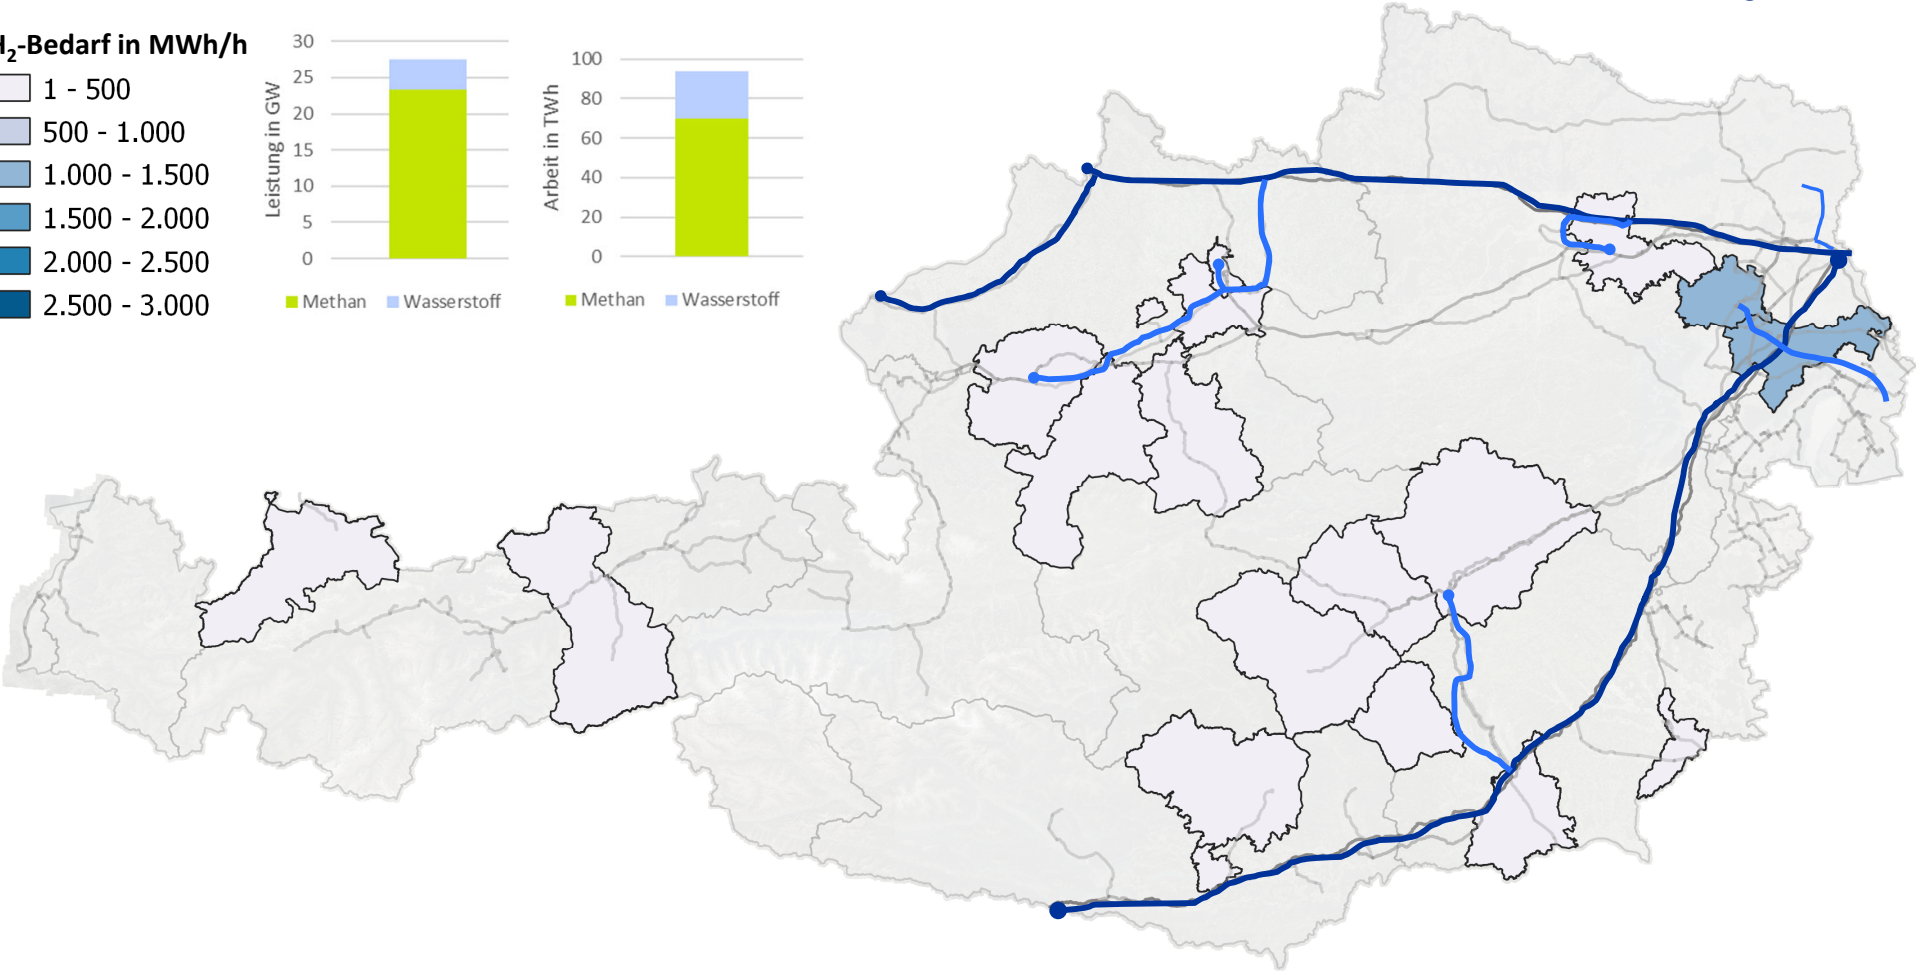 H₂-Bedarf in MWh/h
1 - 500
500 - 1.000
1.000 - 1.500
1.500 - 2.000
2.000 - 2.500
2.500 - 3.000
Leistung in GW
30
25
20
15
10
5
0
Methan
Wasserstoff
Arbeit in TWh
100
80
60
40
20
0
Methan
Wasserstoff